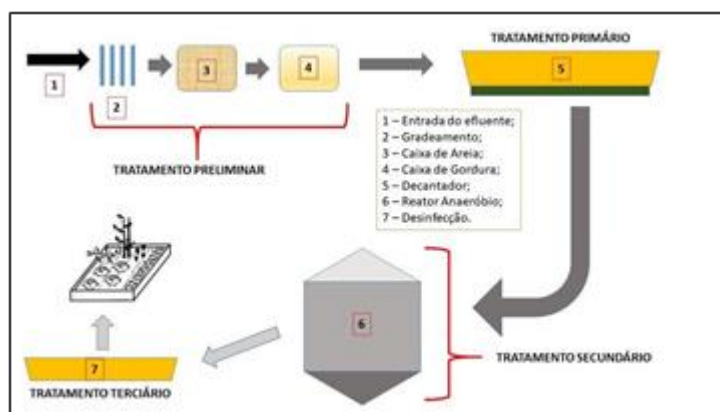 TRATAMENTO PRIMÁRIO
1
2
3
4
5
TRATAMENTO PRELIMINAR
1 – Entrada do efluente;
2 – Gradeamento;
3 – Caixa de Areia;
4 – Caixa de Gordura;
5 – Decantador;
6 – Reator Anaeróbio;
7 – Desinfecção.
6
TRATAMENTO SECUNDÁRIO
7
TRATAMENTO TERCIÁRIO